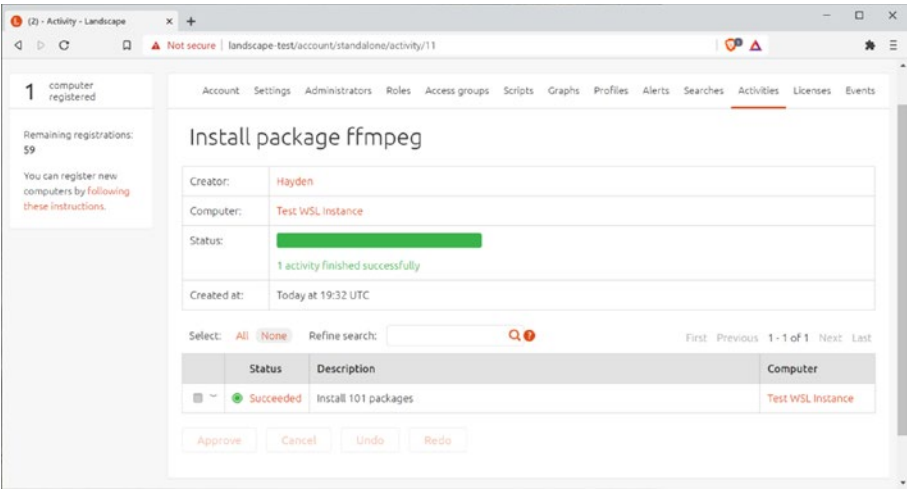 (2) - Activity - Landscape
Not secure landscape-test/account/standalone/activity/11
1 computer registered
Remaining registrations:
59
You can register new
computers by following
these instructions.
Account Settings Administrators Roles Access groups Scripts Graphs Profiles Alerts Searches Activities Licenses Events
Install package ffmpeg
Creator: Hayden
Computer: Test WSL Instance
Status:
1 activity finished successfully
Created at: Today at 19:32 UTC
Select: All None Refine search: First Previous 1 - 1 of 1 Next Last
Status Description Computer
Succeeded Install 101 packages Test WSL Instance
Approve Cancel Undo Redo